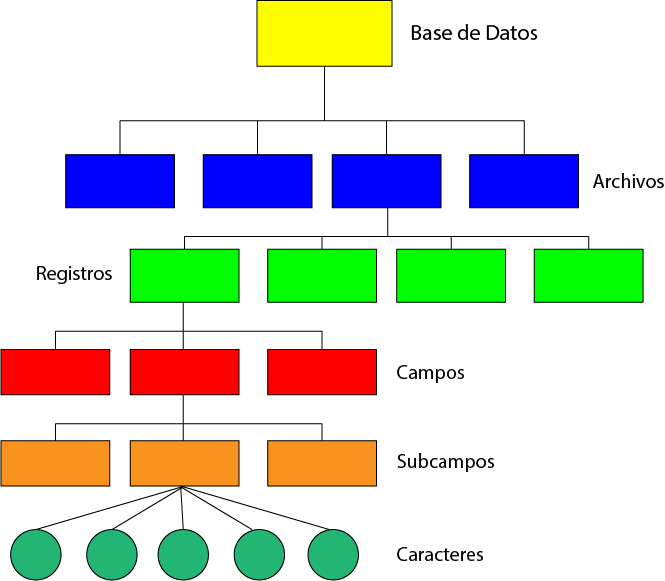 Base de Datos
Archivos
Registros
Campos
Subcampos
Caracteres